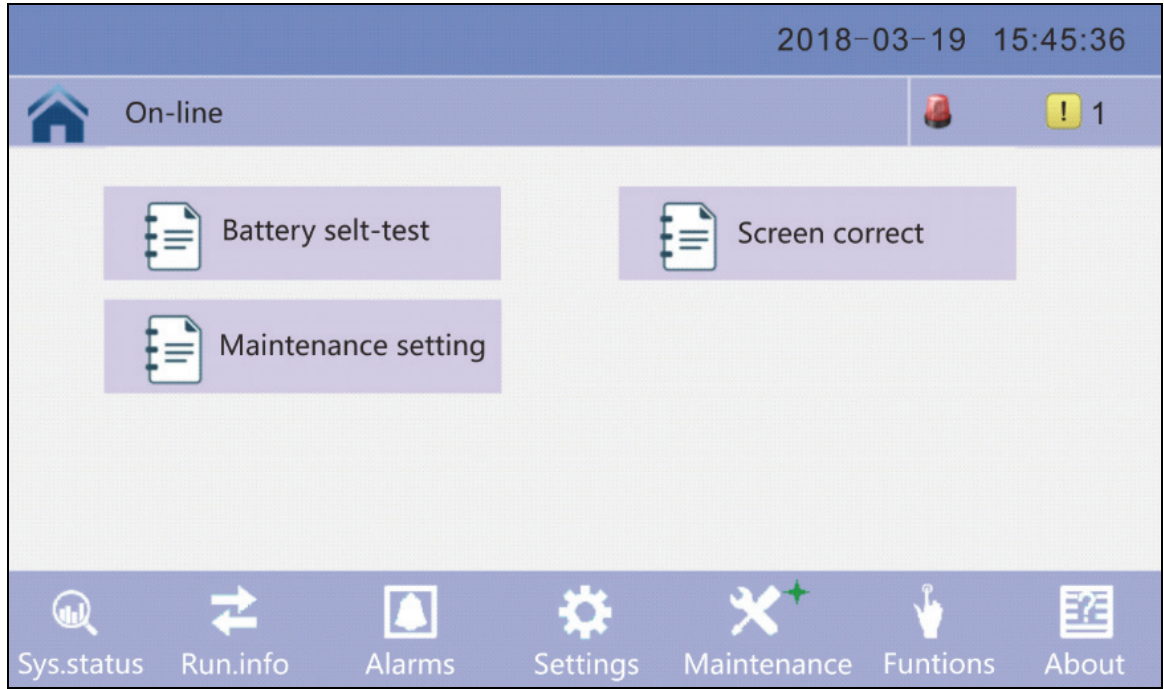 2018-03-19 15:45:36
On-line
! 1
Battery selt-test
Screen correct
Maintenance setting
Sys.status Run.info Alarms Settings Maintenance Funtions About